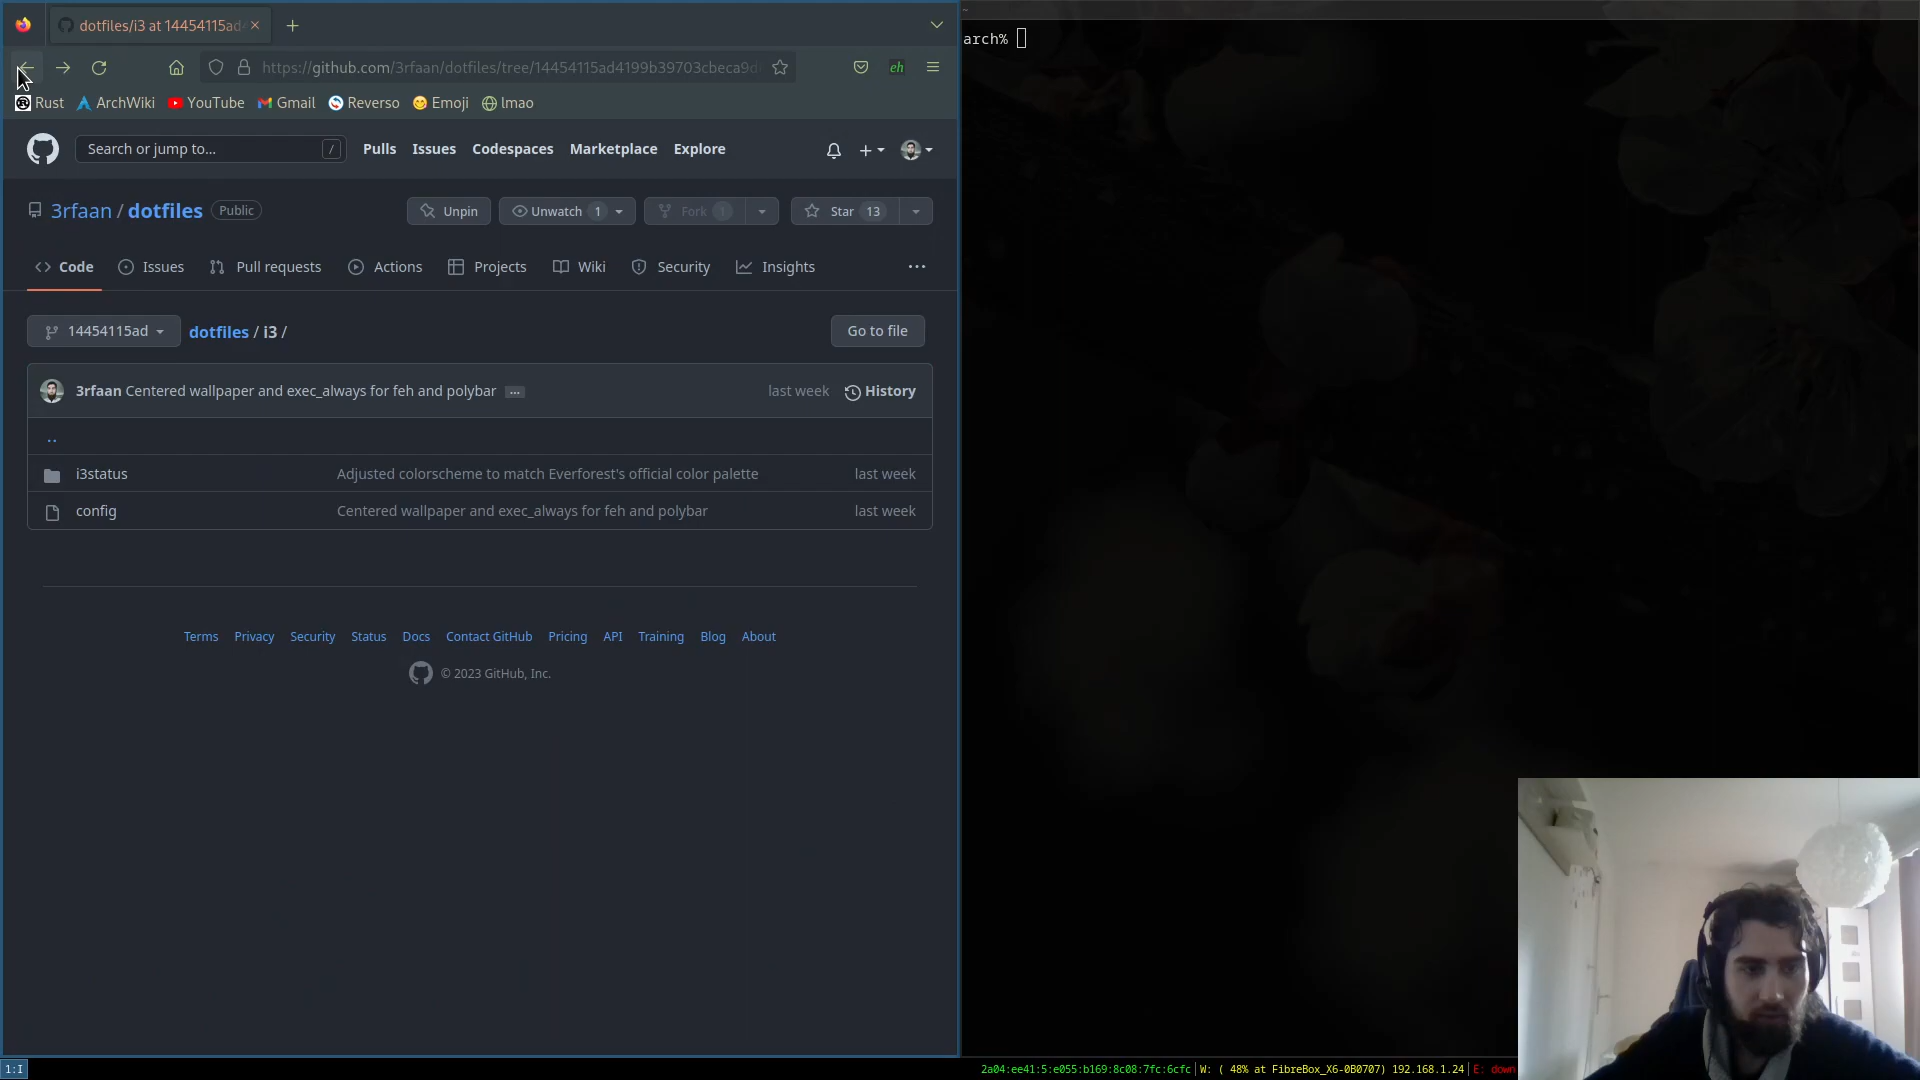 dotfiles/i3 at 14454115ad
arch%
https://github.com/3rfaan/dotfiles/tree/14454115ad4199b39703cbeca9d
eh
Rust ArchWiki YouTube Gmail Reverso Emoji lmao
Search or jump to... / Pulls Issues Codespaces Marketplace Explore
3rfaan / dotfiles Public Unpin Unwatch 1 Fork 1 Star 13
Code Issues Pull requests Actions Projects Wiki Security Insights ...
14454115ad dotfiles / i3 / Go to file
3rfaan Centered wallpaper and exec_always for feh and polybar ... last week History
..
i3status Adjusted colorscheme to match Everforest's official color palette last week
config Centered wallpaper and exec_always for feh and polybar last week
Terms Privacy Security Status Docs Contact GitHub Pricing API Training Blog About
© 2023 GitHub, Inc.
1:I 2a04:ee41:5:e055:b169:8c08:7fc:6cfc W: ( 48% at FibreBox_X6-0B0707) 192.168.1.24 E: down